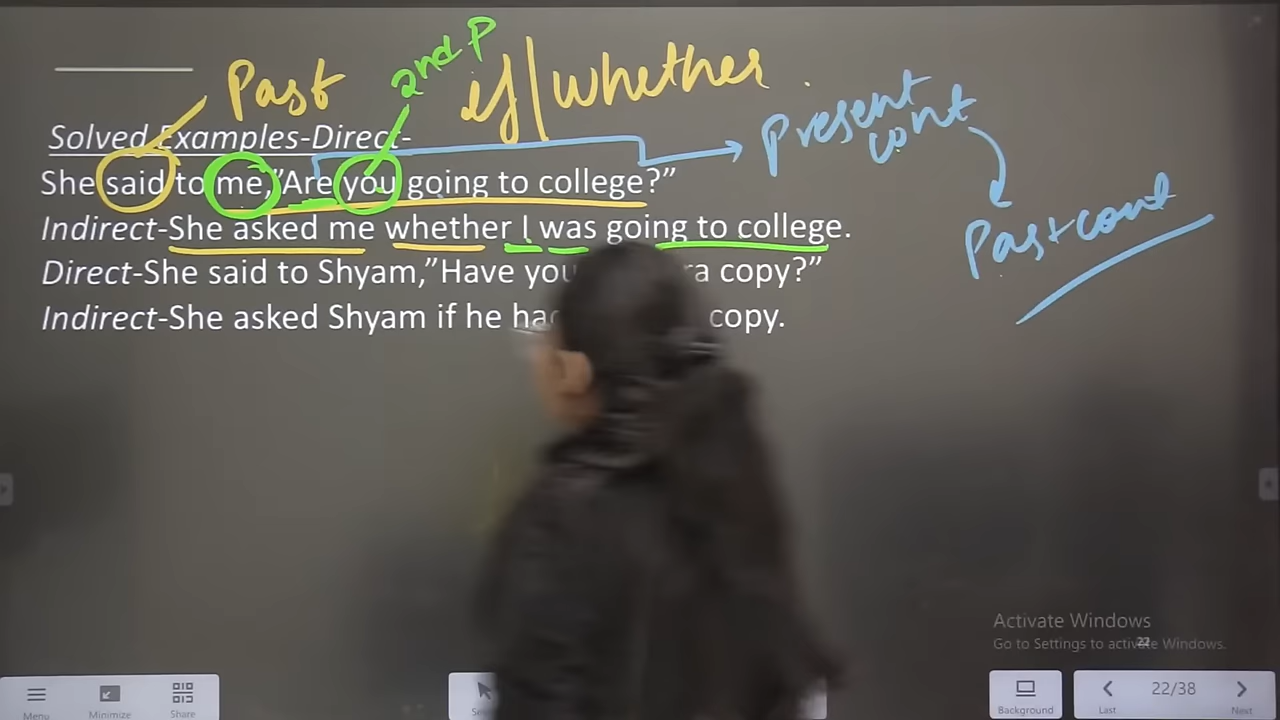 Past
2nd P
if|whether
Present cont
Past cont
Solved Examples-Direct-
She said to me,”Are you going to college?”
Indirect-She asked me whether I was going to college.
Direct-She said to Shyam,”Have you copy?”
Indirect-She asked Shyam if he copy.
Activate Windows
Go to Settings to activate Windows.
22
Menu
Minimize
Share
Background
Last
22/38
Next